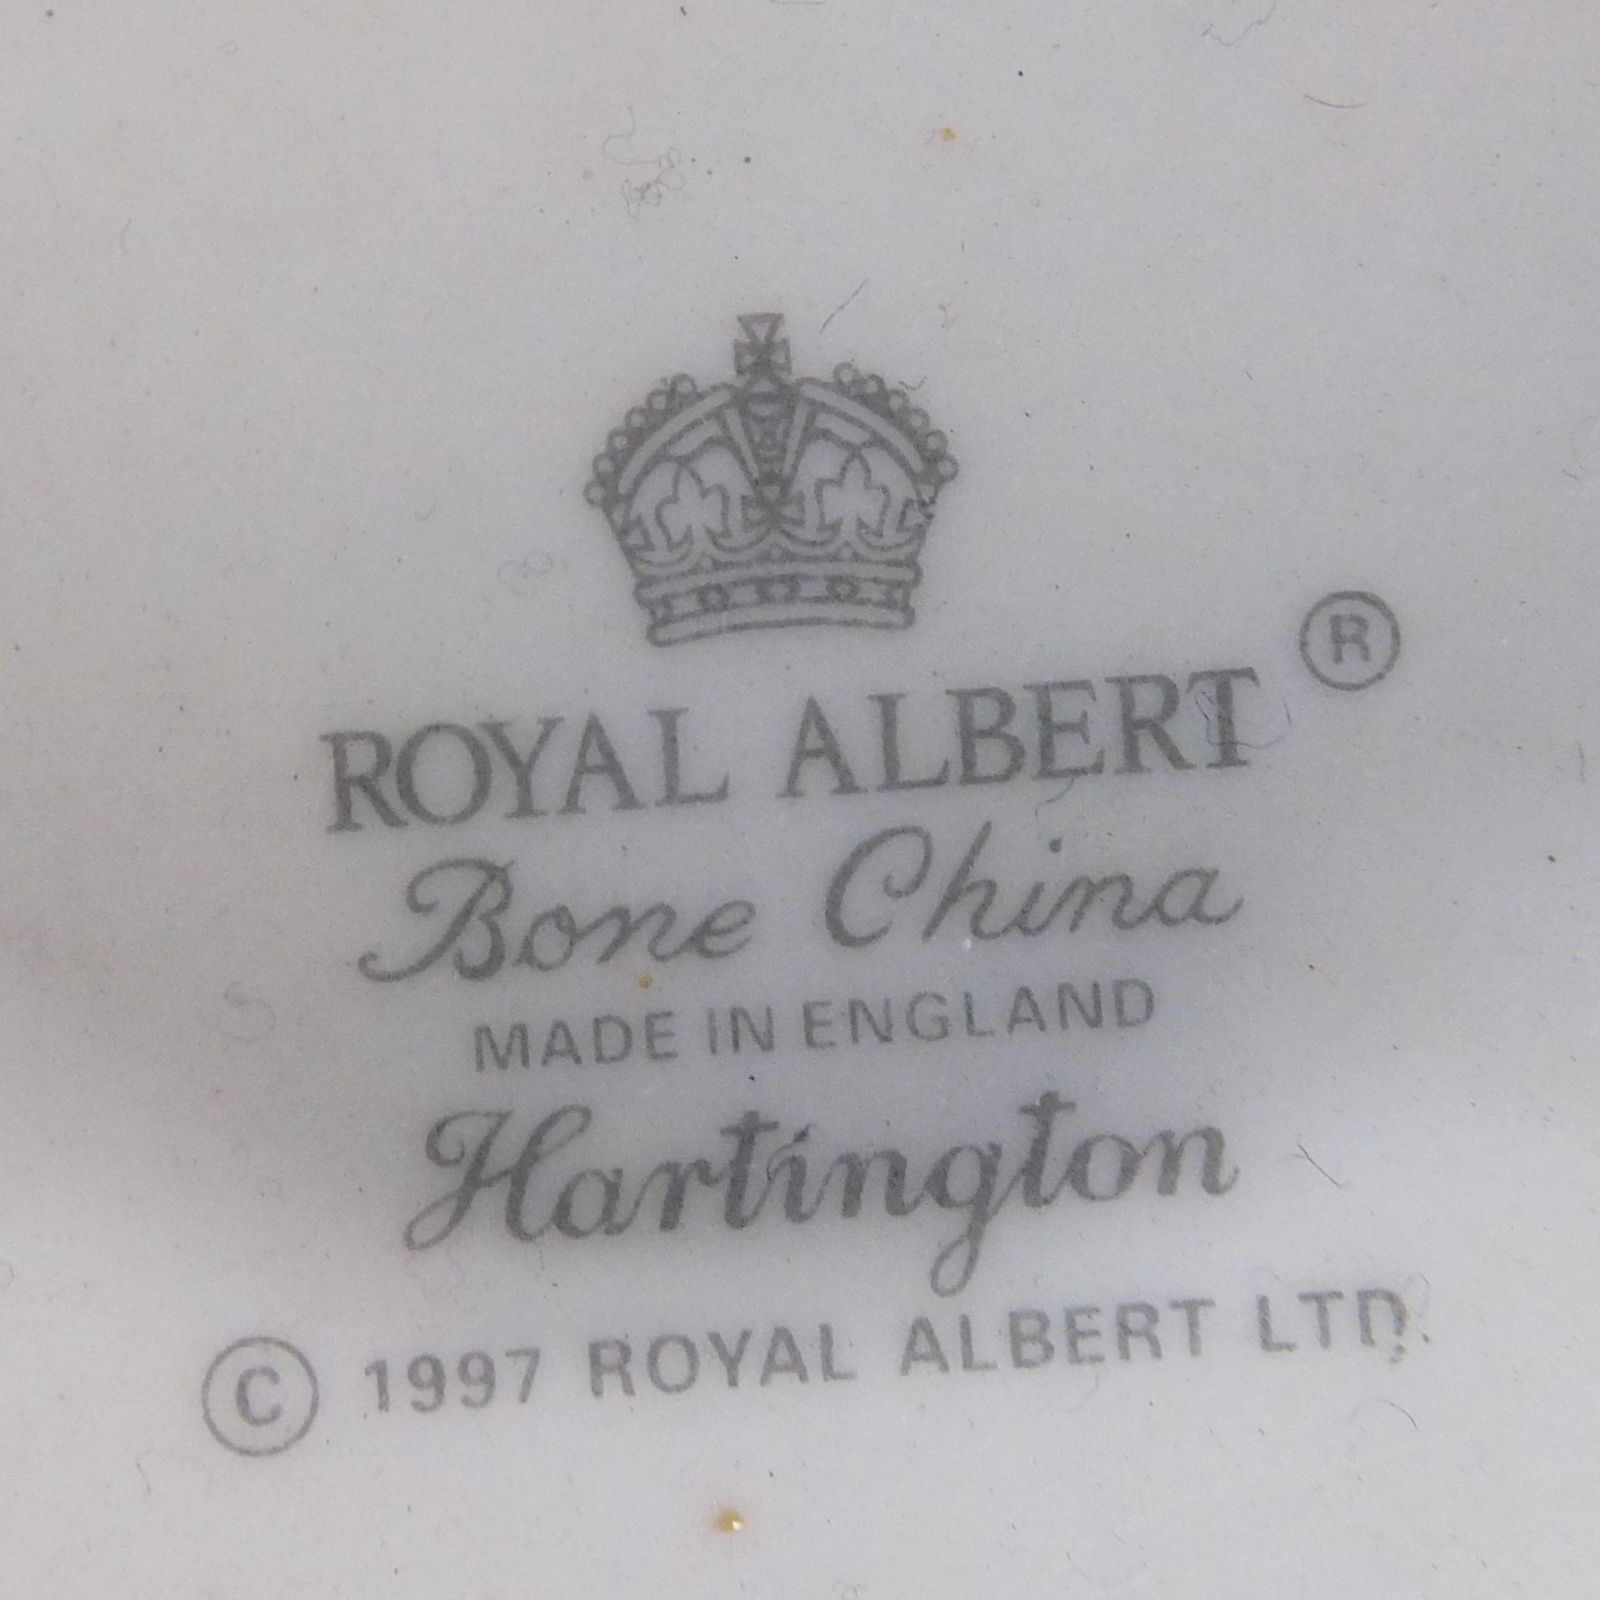 ROYAL ALBERT ®
Bone China
MADE IN ENGLAND
Hartington
© 1997 ROYAL ALBERT LTD.